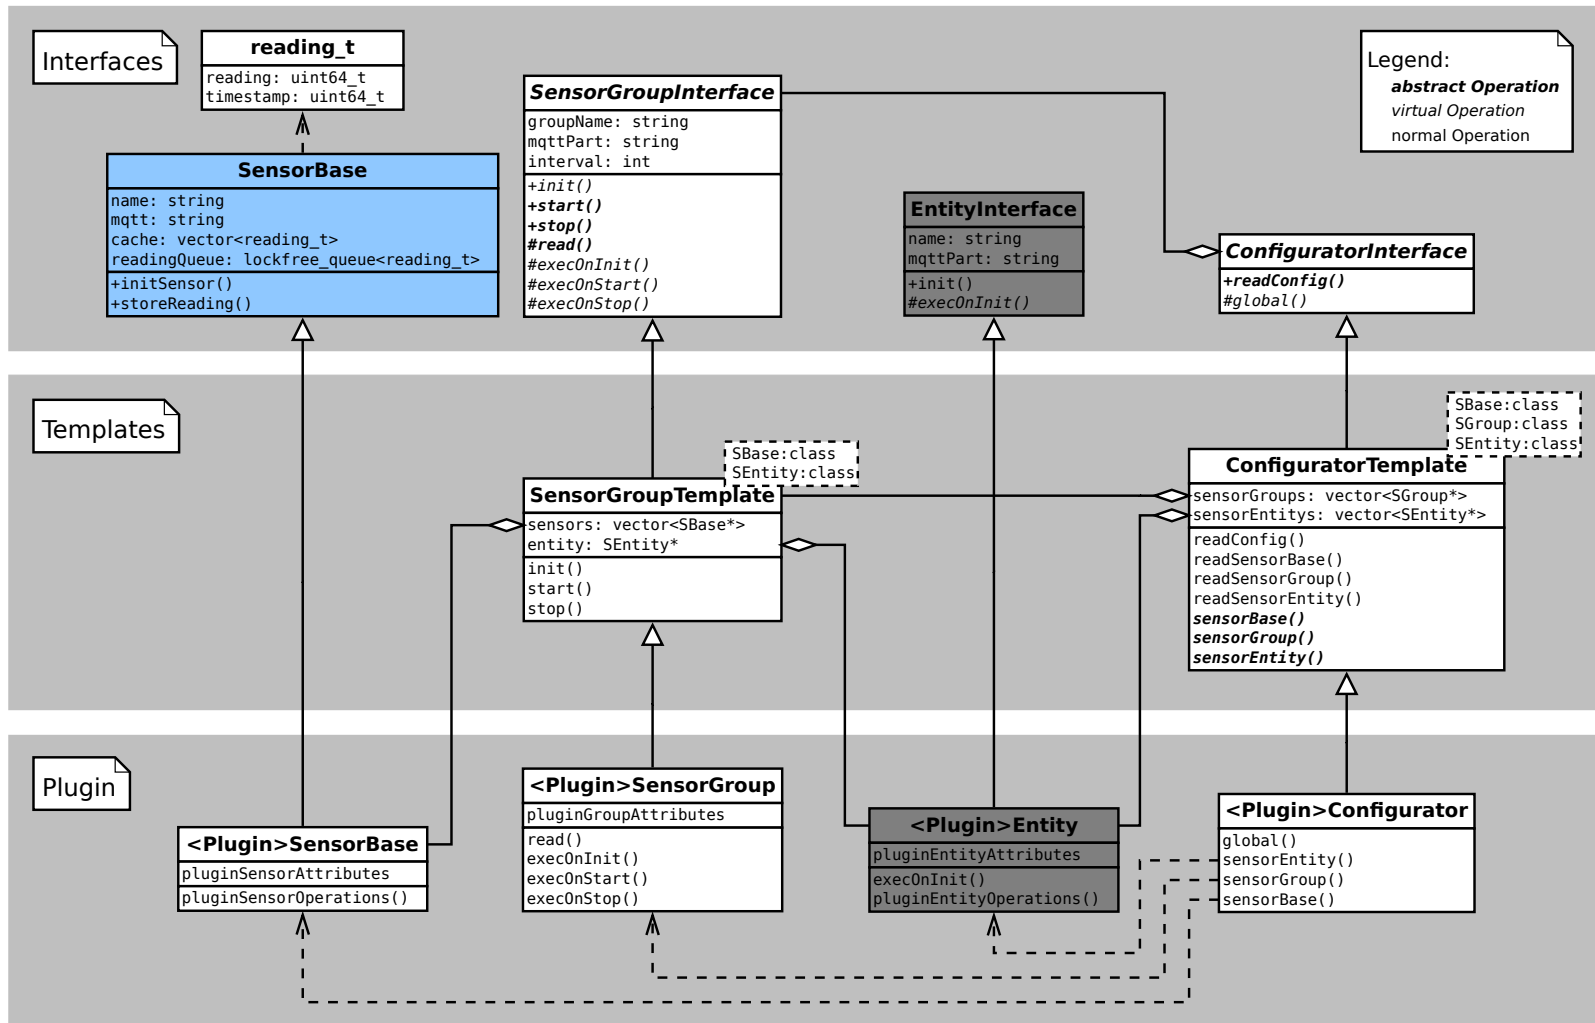 Interfaces
reading_t
reading: uint64_t
timestamp: uint64_t
SensorBase
name: string
mqtt: string
cache: vector<reading_t>
readingQueue: lockfree_queue<reading_t>
+initSensor()
+storeReading()
SensorGroupInterface
groupName: string
mqttPart: string
interval: int
+init()
+start()
+stop()
#read()
#execOnInit()
#execOnStart()
#execOnStop()
EntityInterface
name: string
mqttPart: string
+init()
#execOnInit()
Legend:
abstract Operation
virtual Operation
normal Operation
ConfiguratorInterface
+readConfig()
#global()
Templates
SBase:class
SEntity:class
SensorGroupTemplate
sensors: vector<SBase*>
entity: SEntity*
init()
start()
stop()
SBase:class
SGroup:class
SEntity:class
ConfiguratorTemplate
sensorGroups: vector<SGroup*>
sensorEntitys: vector<SEntity*>
readConfig()
readSensorBase()
readSensorGroup()
readSensorEntity()
sensorBase()
sensorGroup()
sensorEntity()
Plugin
<Plugin>SensorBase
pluginSensorAttributes
pluginSensorOperations()
<Plugin>SensorGroup
pluginGroupAttributes
read()
execOnInit()
execOnStart()
execOnStop()
<Plugin>Entity
pluginEntityAttributes
execOnInit()
pluginEntityOperations()
<Plugin>Configurator
global()
sensorEntity()
sensorGroup()
sensorBase()